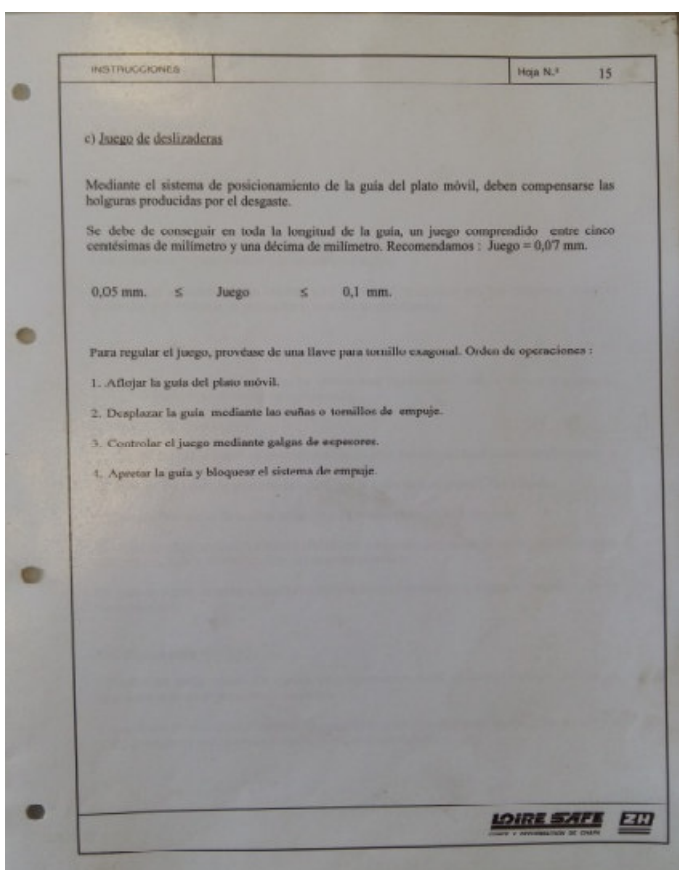 INSTRUCCIONES
Hoja N.º 15
c) Juego de deslizaderas
Mediante el sistema de posicionamiento de la guía del plato móvil, deben compensarse las
holguras producidas por el desgaste.
Se debe de conseguir en toda la longitud de la guía, un juego comprendido entre cinco
centésimas de milímetro y una décima de milímetro. Recomendamos : Juego = 0,07 mm.
0,05 mm. ≤ Juego ≤ 0,1 mm.
Para regular el juego, provéase de una llave para tornillo exagonal. Orden de operaciones :
1. Aflojar la guía del plato móvil.
2. Desplazar la guía mediante las cuñas o tornillos de empuje.
3. Controlar el juego mediante galgas de espesores.
4. Apretar la guía y bloquear el sistema de empuje.
LOIRE SAFE